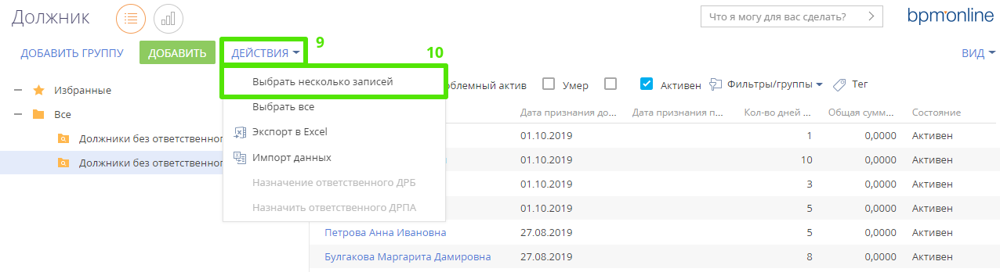 Должник
Что я могу для вас сделать?
bpmonline
9
ДОБАВИТЬ ГРУППУ ДОБАВИТЬ ДЕЙСТВИЯ ВИД
10
Избранные
Все
Должники без ответственног
Должники без ответственног
Выбрать несколько записей
Выбрать все
Экспорт в Excel
Импорт данных
Назначение ответственного ДРБ
Назначить ответственного ДРПА
актив Умер Активен Фильтры/группы Тег
Дата признания до... Дата признания п... Кол-во дней ... Общая сумм... Состояние
01.10.2019 1 0,0000 Активен
01.10.2019 10 0,0000 Активен
01.10.2019 3 0,0000 Активен
01.10.2019 5 0,0000 Активен
Петрова Анна Ивановна 27.08.2019 5 0,0000 Активен
Булгакова Маргарита Дамировна 27.08.2019 8 0,0000 Активен